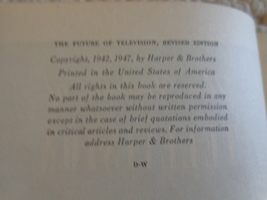 THE FUTURE OF TELEVISION, REVISED EDITION
Copyright, 1942, 1947, by Harper & Brothers
Printed in the United States of America
All rights in this book are reserved.
No part of the book may be reproduced in any
manner whatsoever without written permission
except in the case of brief quotations embodied
in critical articles and reviews. For information
address Harper & Brothers